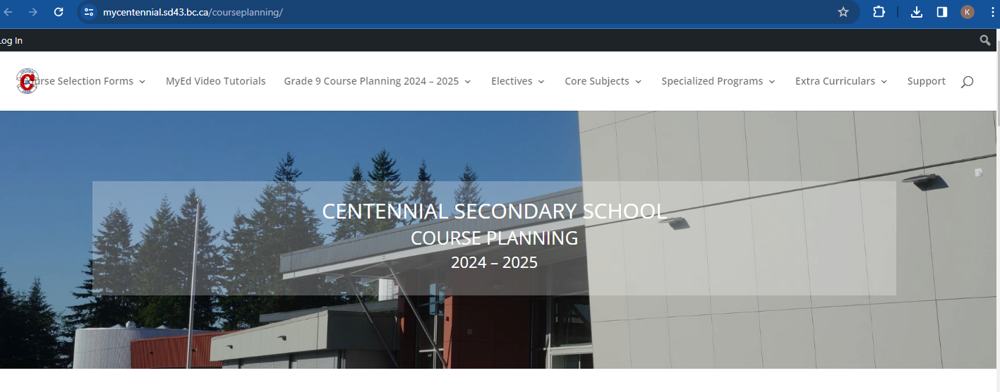 mycentennial.sd43.bc.ca/courseplanning/
K
Log In
urse Selection Forms
MyEd Video Tutorials
Grade 9 Course Planning 2024 – 2025
Electives
Core Subjects
Specialized Programs
Extra Curriculars
Support
CENTENNIAL
C
CENTENNIAL SECONDARY SCHOOL
COURSE PLANNING
2024 – 2025